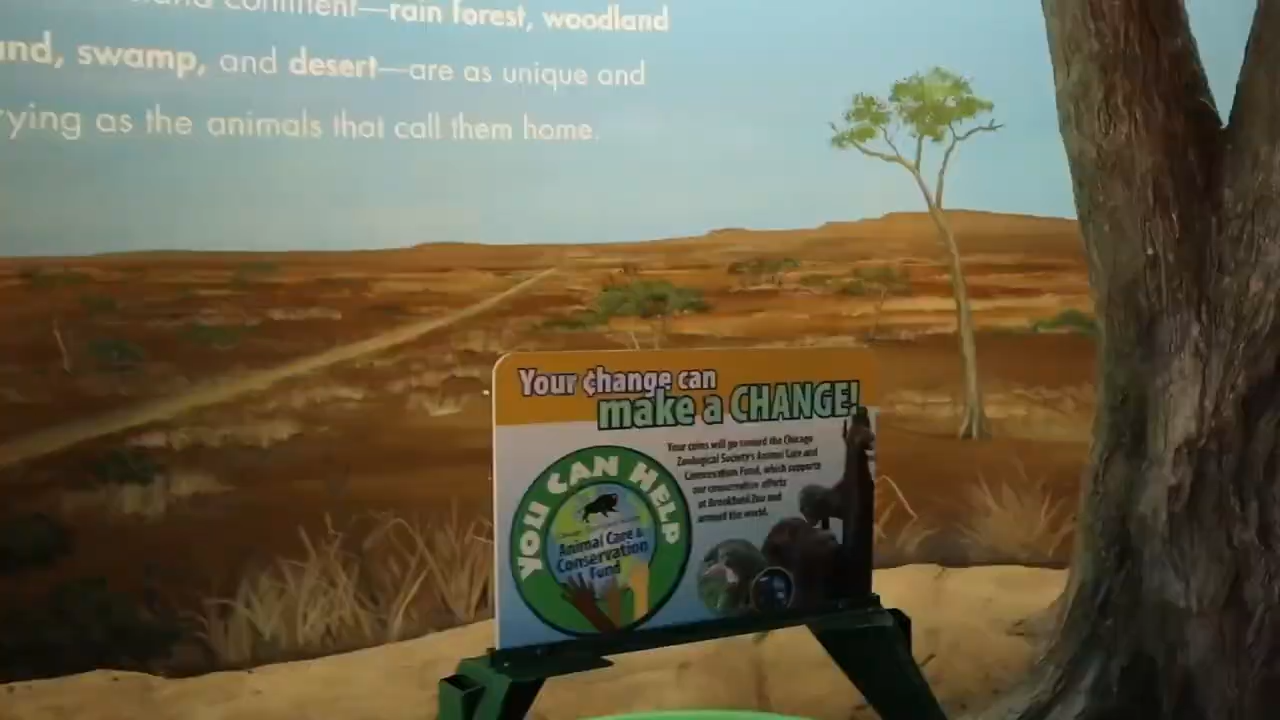 continent—rain forest, woodland
swamp, and desert—are as unique and
as the animals that call them home.
Your change can
make a CHANGE!
Your coins will go toward the Chicago
Zoological Society's Animal Care and
Conservation Fund, which supports
our conservation efforts
at Brookfield Zoo and
around the world.
YOU CAN HELP
Animal Care &
Conservation
Fund